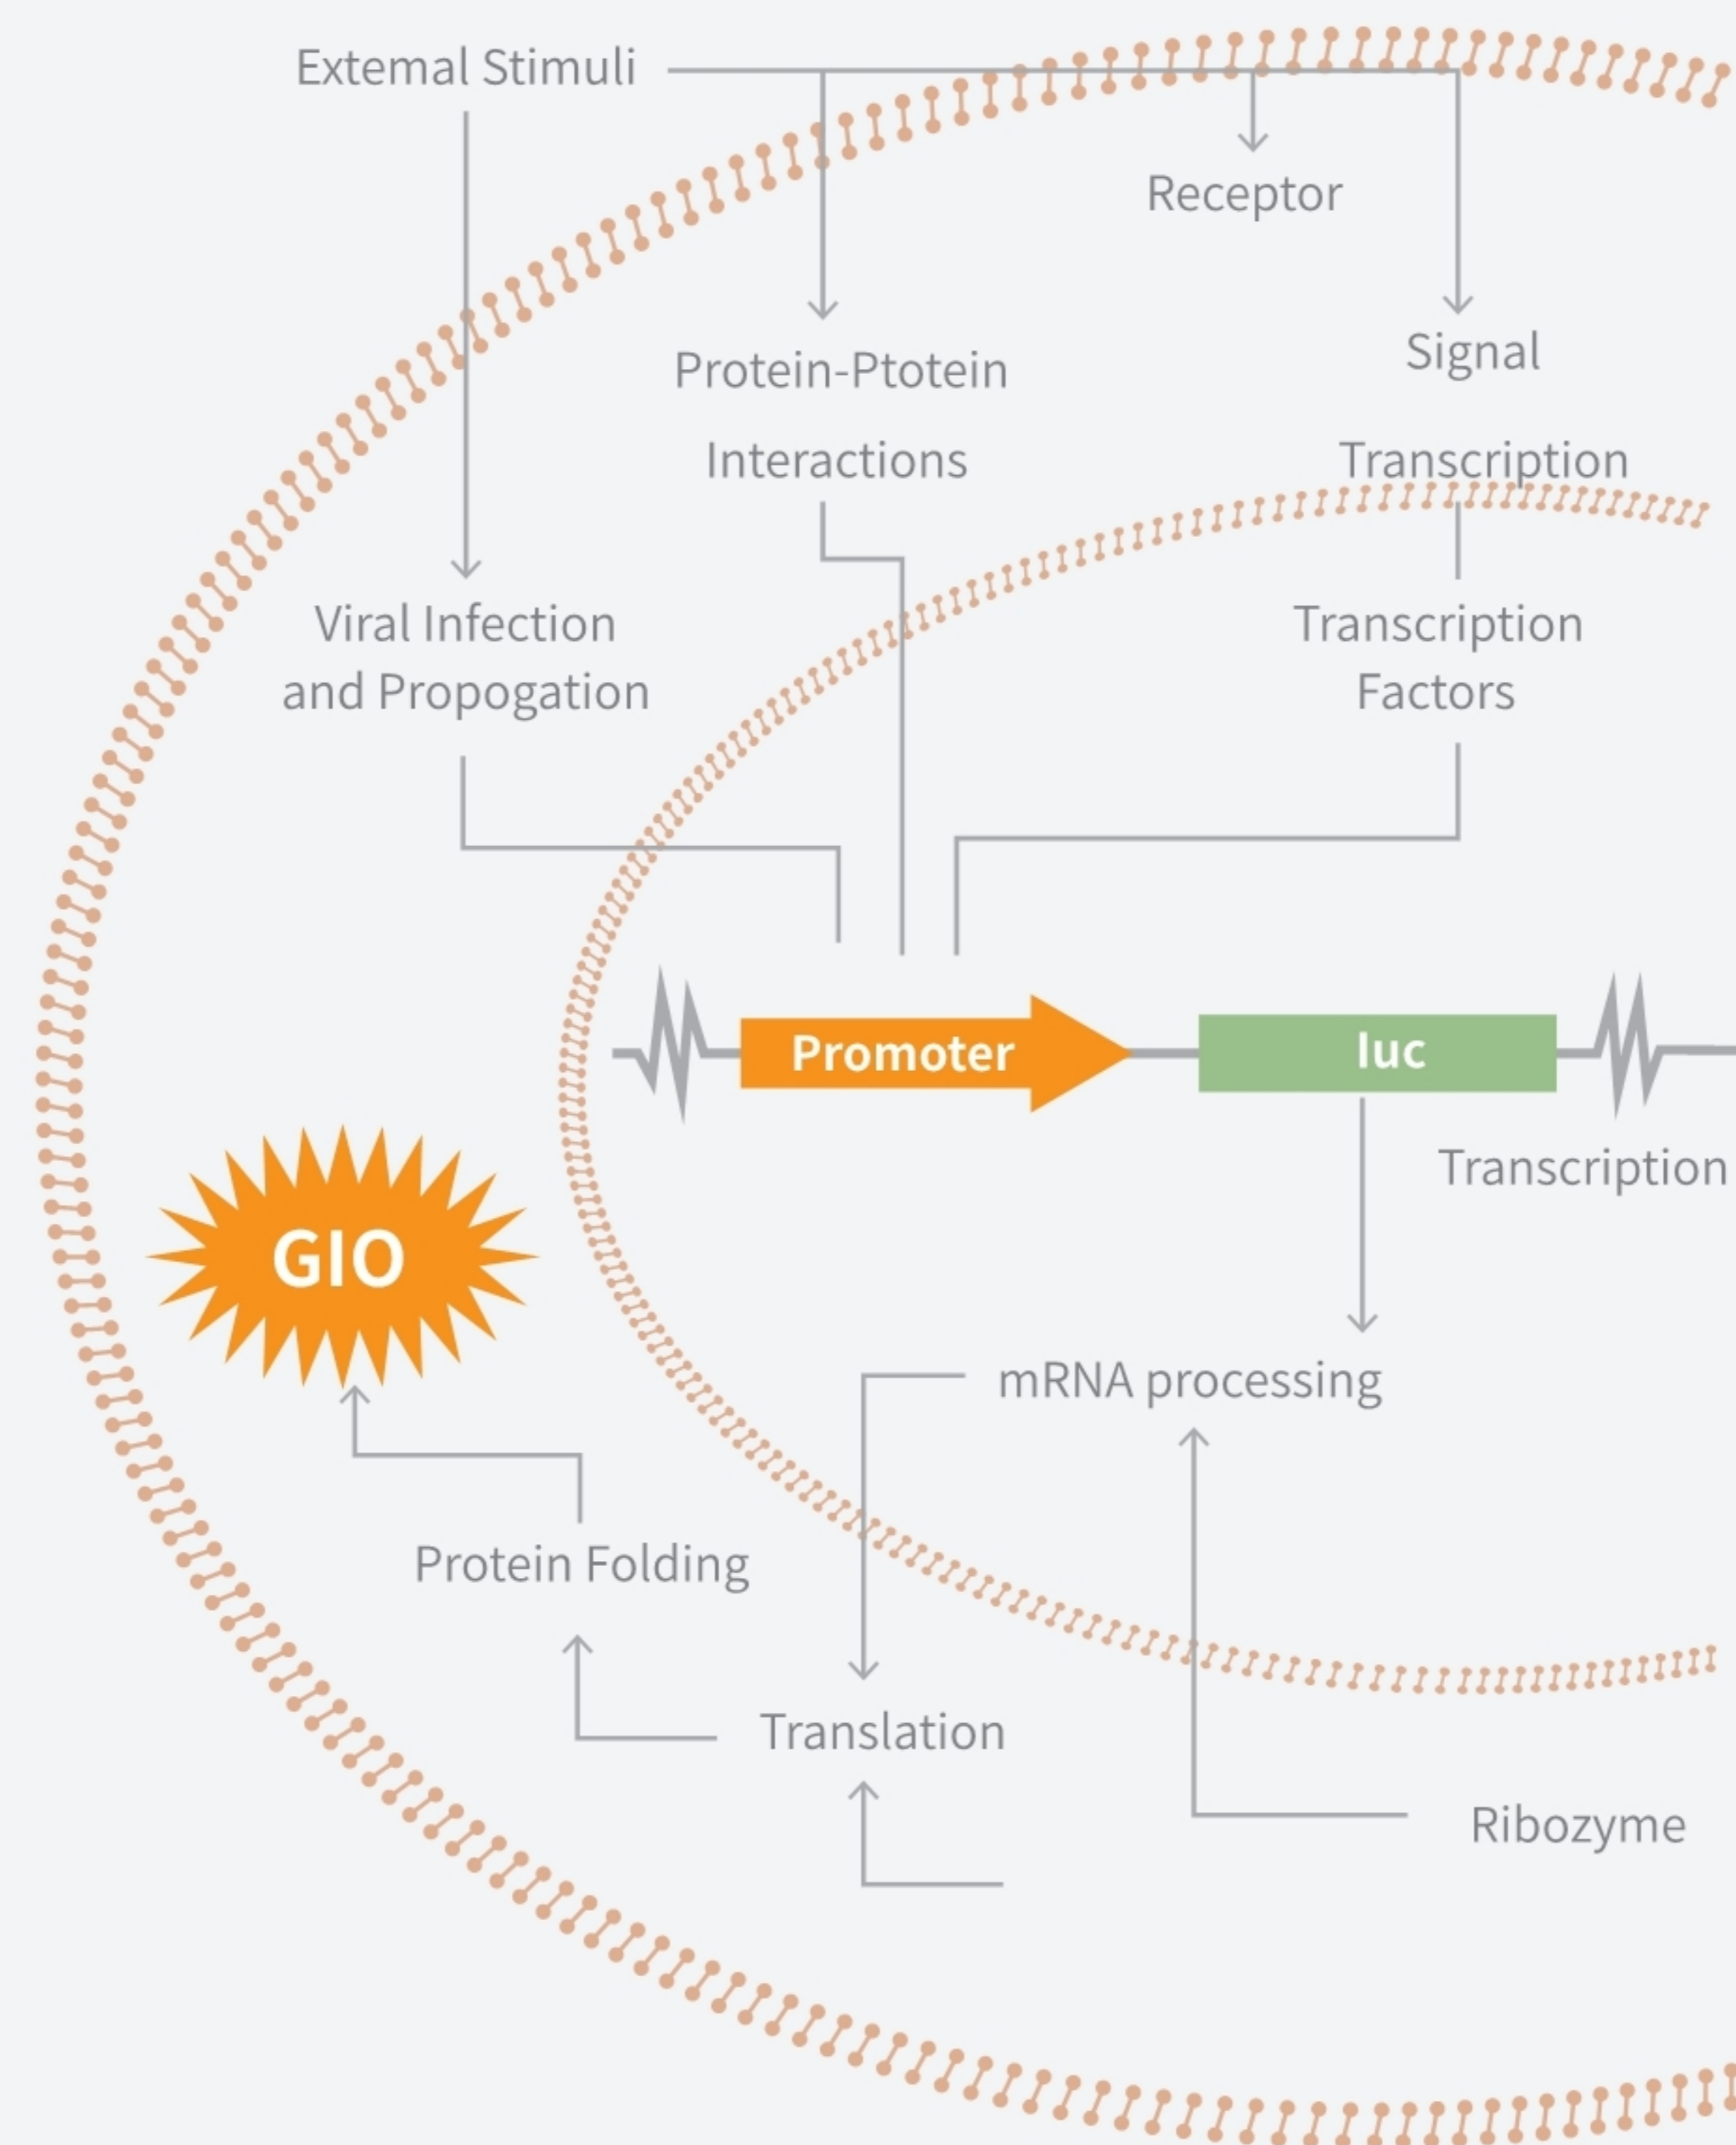 Extemal Stimuli
Receptor
Protein-Ptotein
Interactions
Signal
Transcription
Viral Infection
and Propogation
Transcription
Factors
Promoter
luc
Transcription
GIO
mRNA processing
Protein Folding
Translation
Ribozyme